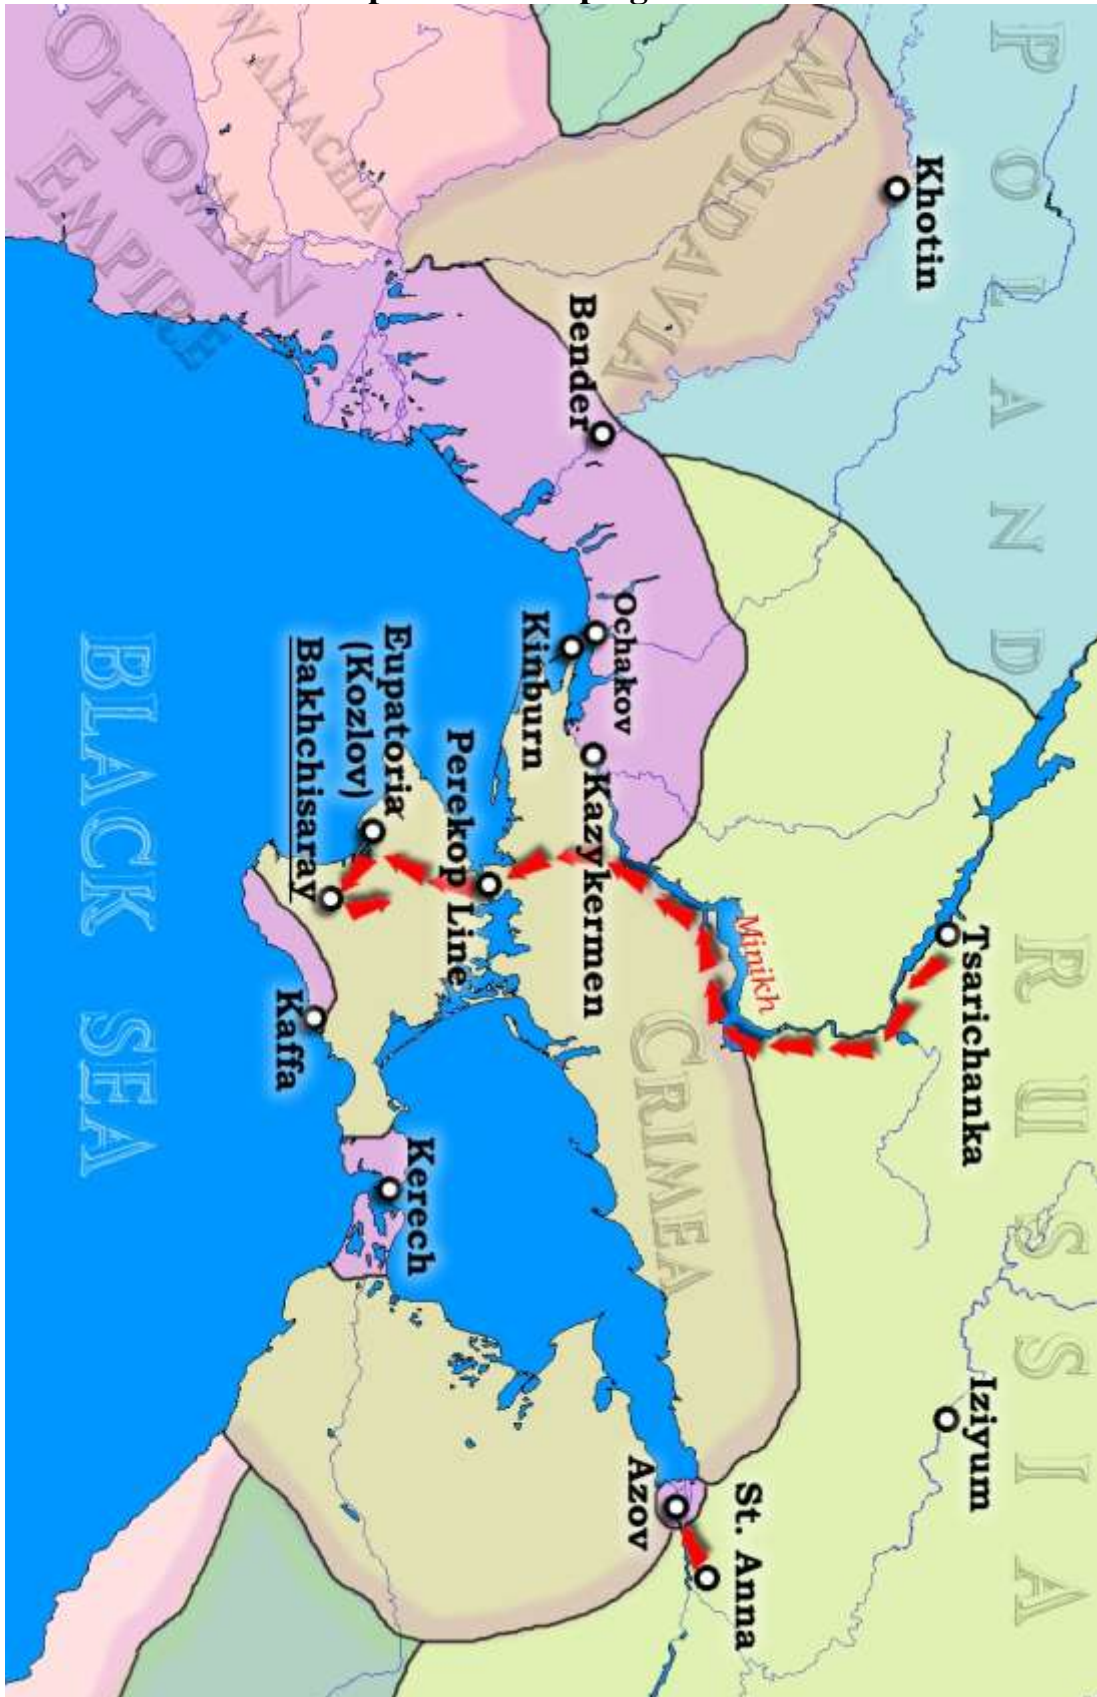 POLAND
RUSSIA
MOLDAVIA
WALLACHIA
OTTOMAN
EMPIRE
CRIMEA
BLACK SEA
Khotin
Bender
Ochakov
Kinburn
Kazykermen
Perekop Line
Eupatoria
(Kozlov)
Bakhchisaray
Kaffa
Kerech
Tsarichanka
Minikh
Iziyum
Azov
St. Anna